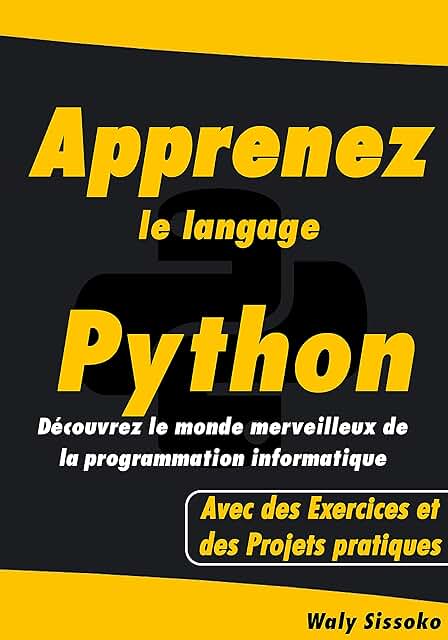 Apprenez
le langage
Python
Découvrez le monde merveilleux de
la programmation informatique
Avec des Exercices et
des Projets pratiques
Waly Sissoko